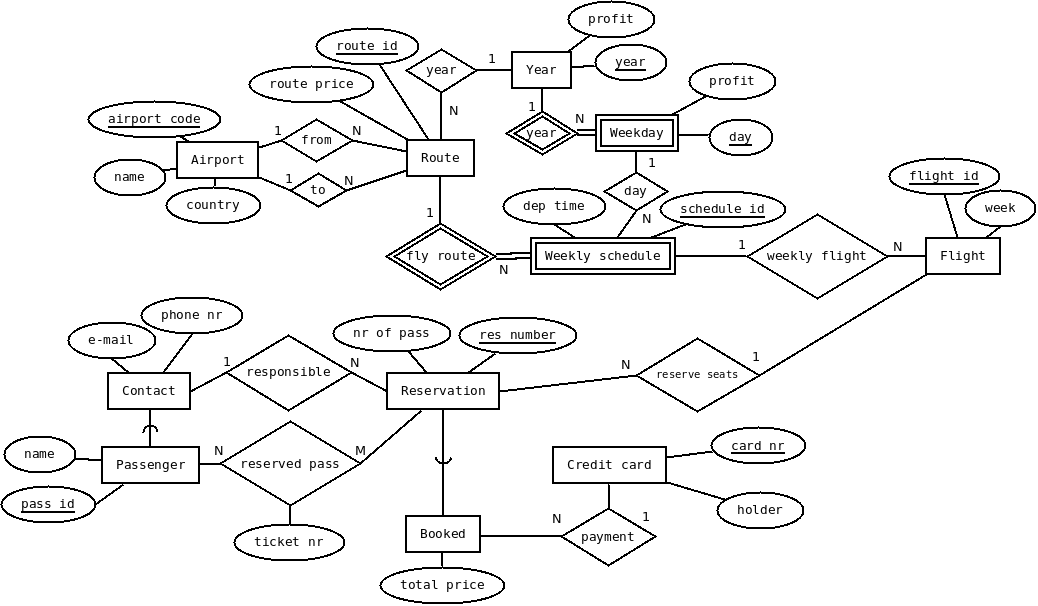 profit
route id
year
1
Year
year
route price
profit
N
airport code
1
from
N
1
year
N
Weekday
day
Airport
Route
1
name
1
to
N
day
flight id
country
dep time
N
schedule id
week
1
fly route
N
Weekly schedule
1
weekly flight
N
Flight
phone nr
e-mail
nr of pass
res number
1
responsible
N
N
1
Contact
Reservation
reserve seats
name
N
M
card nr
Passenger
reserved pass
Credit card
pass id
holder
N
1
ticket nr
Booked
payment
total price